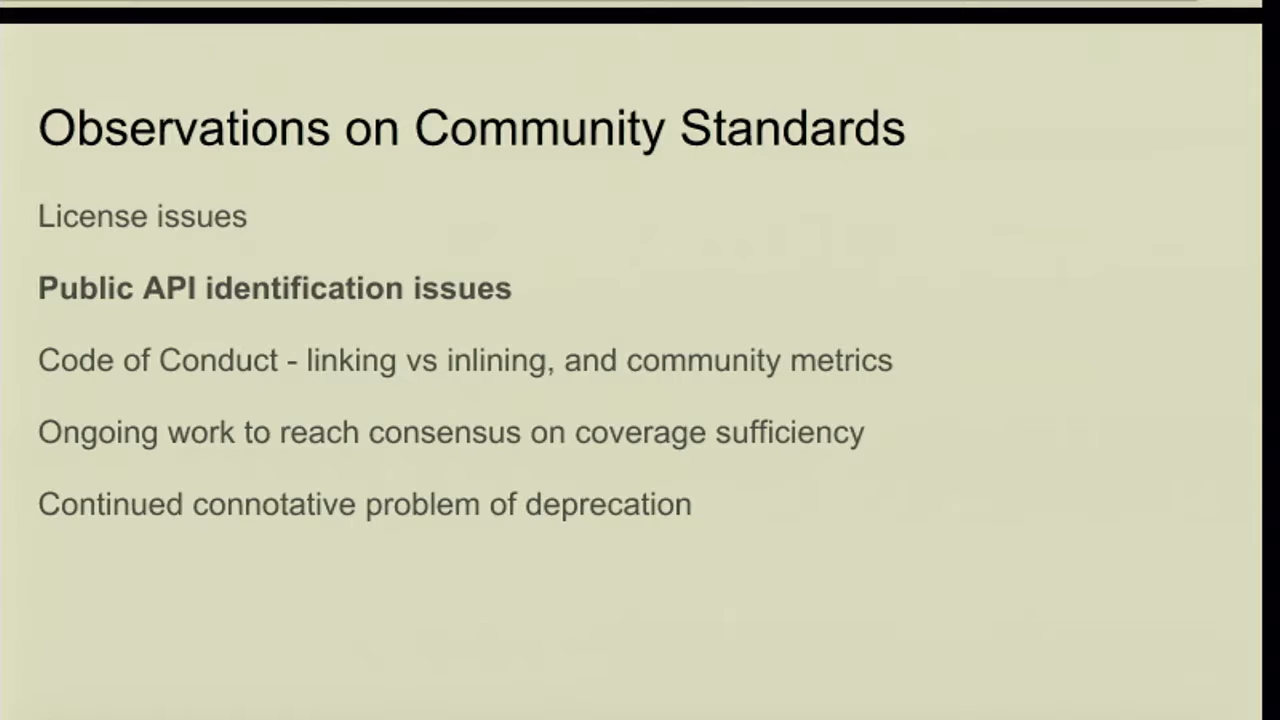 Observations on Community Standards
License issues
Public API identification issues
Code of Conduct - linking vs inlining, and community metrics
Ongoing work to reach consensus on coverage sufficiency
Continued connotative problem of deprecation